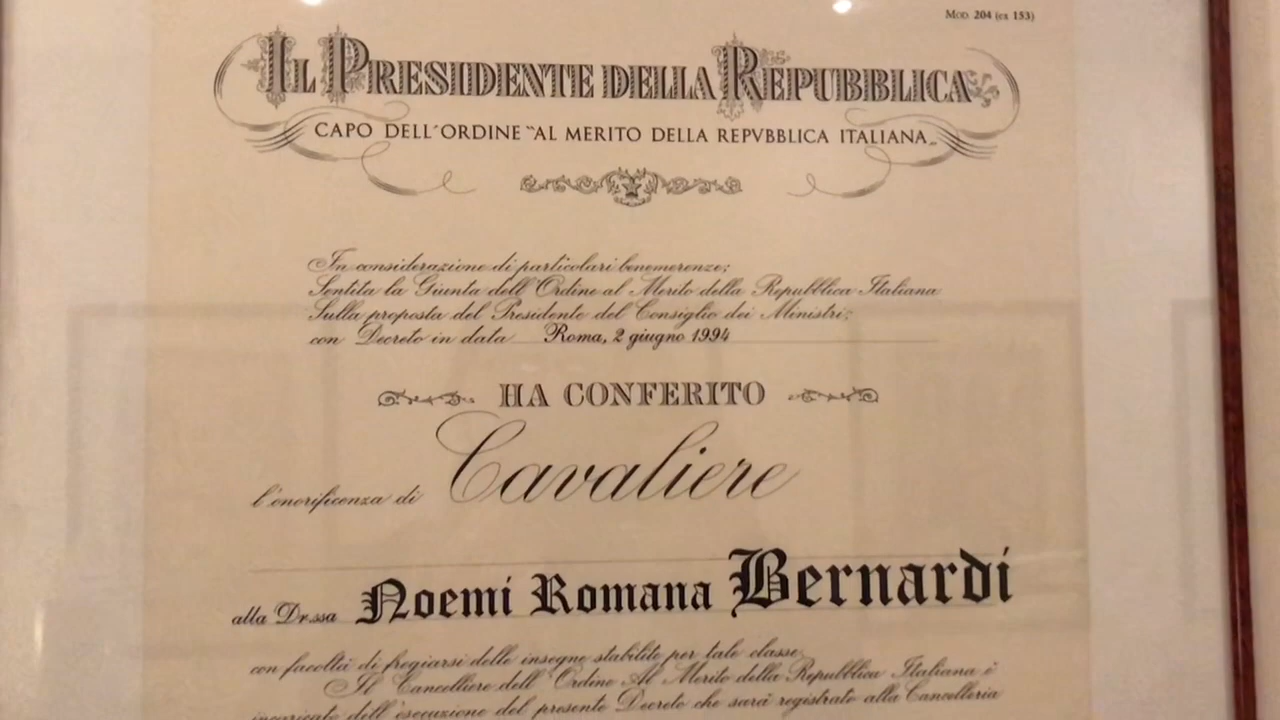 MOD. 204 (ex 153)
IL PRESIDENTE DELLA REPUBBLICA
CAPO DELL'ORDINE "AL MERITO DELLA REPVBBLICA ITALIANA„
In considerazione di particolari benemerenze;
Sentita la Giunta dell'Ordine al Merito della Repubblica Italiana
Sulla proposta del Presidente del Consiglio dei Ministri;
con Decreto in data Roma, 2 giugno 1994
HA CONFERITO
l'onorificenza di Cavaliere
alla Dr.ssa Noemi Romana Bernardi
con facoltà di fregiarsi delle insegne stabilite per tale classe.
Il Cancelliere dell'Ordine Al Merito della Repubblica Italiana è
incaricato dell'esecuzione del presente Decreto che sarà registrato alla Cancelleria